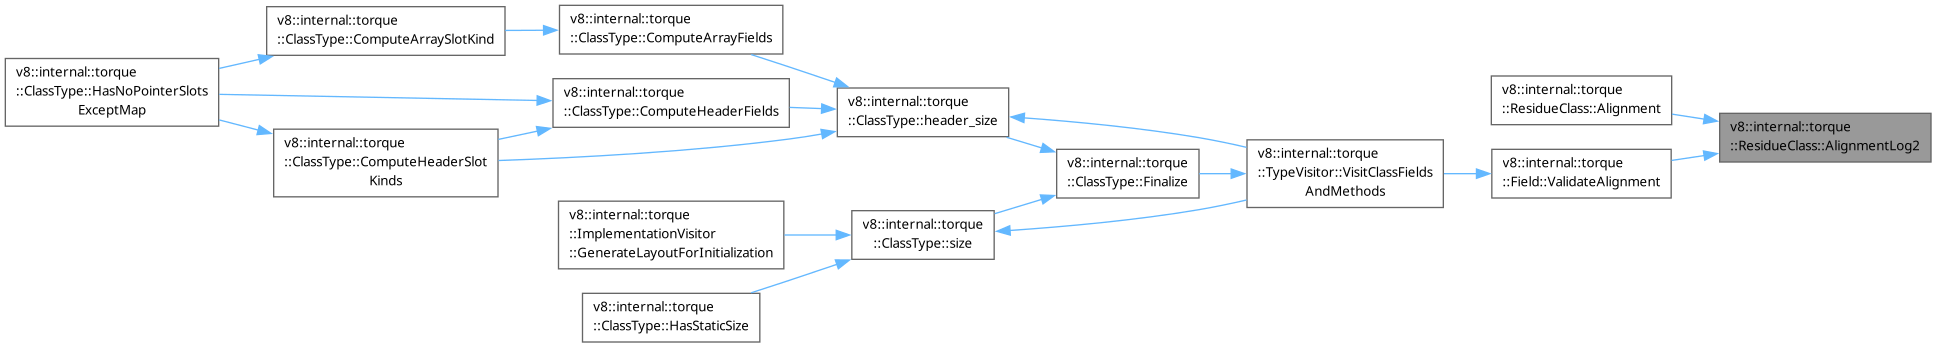 v8::internal::torque
::ClassType::HasNoPointerSlots
ExceptMap
v8::internal::torque
::ClassType::ComputeArraySlotKind
v8::internal::torque
::ClassType::ComputeHeaderSlot
Kinds
v8::internal::torque
::ClassType::ComputeArrayFields
v8::internal::torque
::ClassType::ComputeHeaderFields
v8::internal::torque
::ImplementationVisitor
::GenerateLayoutForInitialization
v8::internal::torque
::ClassType::HasStaticSize
v8::internal::torque
::ClassType::header_size
v8::internal::torque
::ClassType::size
v8::internal::torque
::ClassType::Finalize
v8::internal::torque
::TypeVisitor::VisitClassFields
AndMethods
v8::internal::torque
::ResidueClass::Alignment
v8::internal::torque
::Field::ValidateAlignment
v8::internal::torque
::ResidueClass::AlignmentLog2